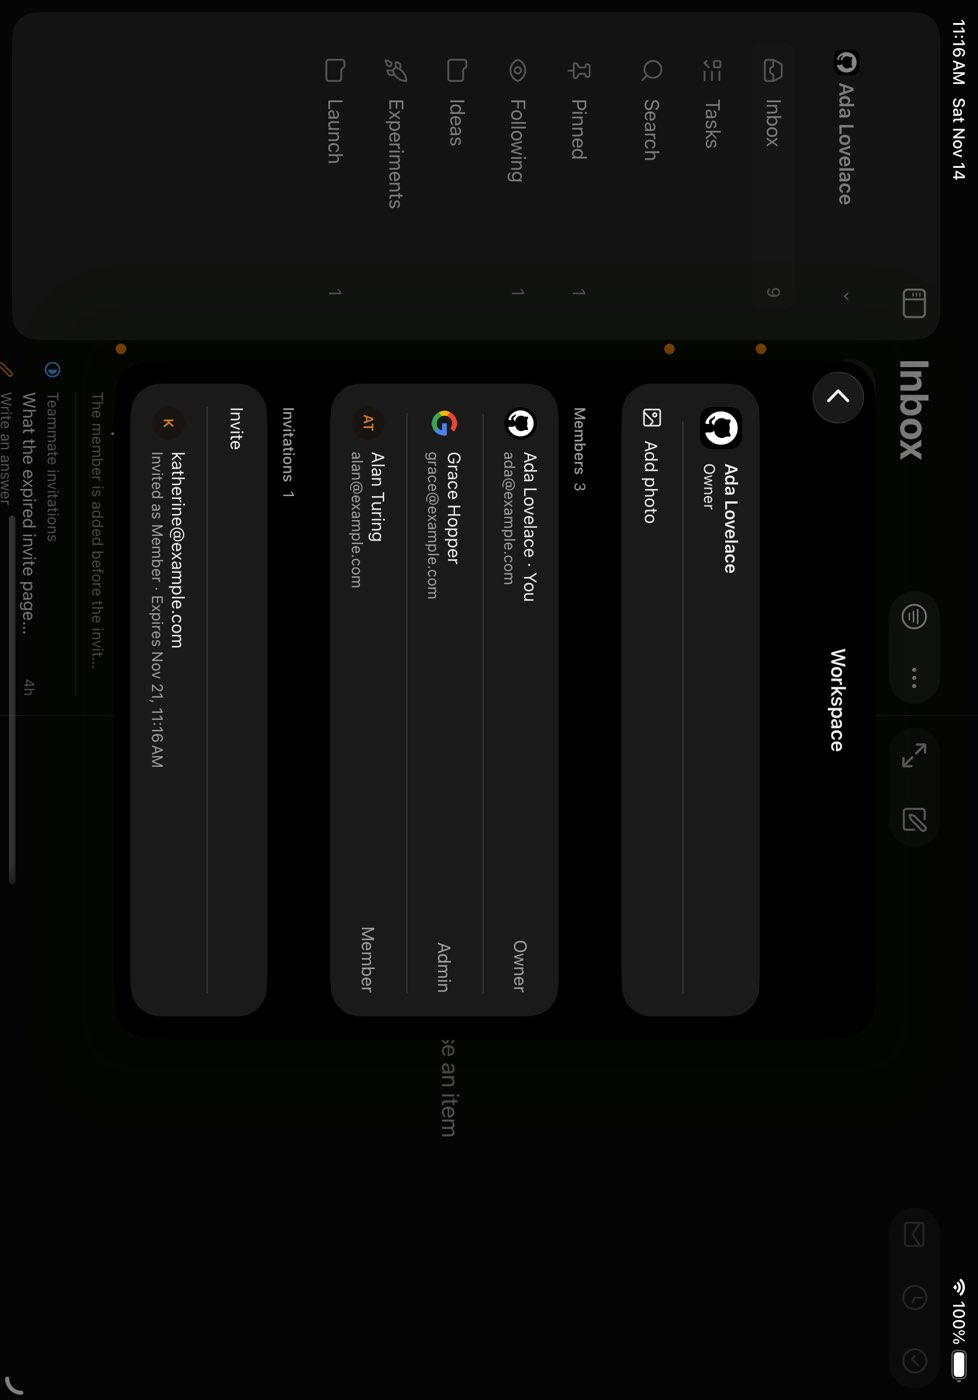 11:16 AM Sat Nov 14
100%
Inbox
Ada Lovelace
Inbox 9
Tasks
Search
Pinned 1
Following 1
Ideas
Experiments
Launch 1
Workspace
Ada Lovelace
Owner
Add photo
Members 3
Ada Lovelace · You
ada@example.com
Owner
Grace Hopper
grace@example.com
Admin
AT
Alan Turing
alan@example.com
Member
Invitations 1
Invite
K
katherine@example.com
Invited as Member · Expires Nov 21, 11:16 AM
an item
The member is added before the invit...
Teammate invitations
What the expired invite page... 4h
Write an answer